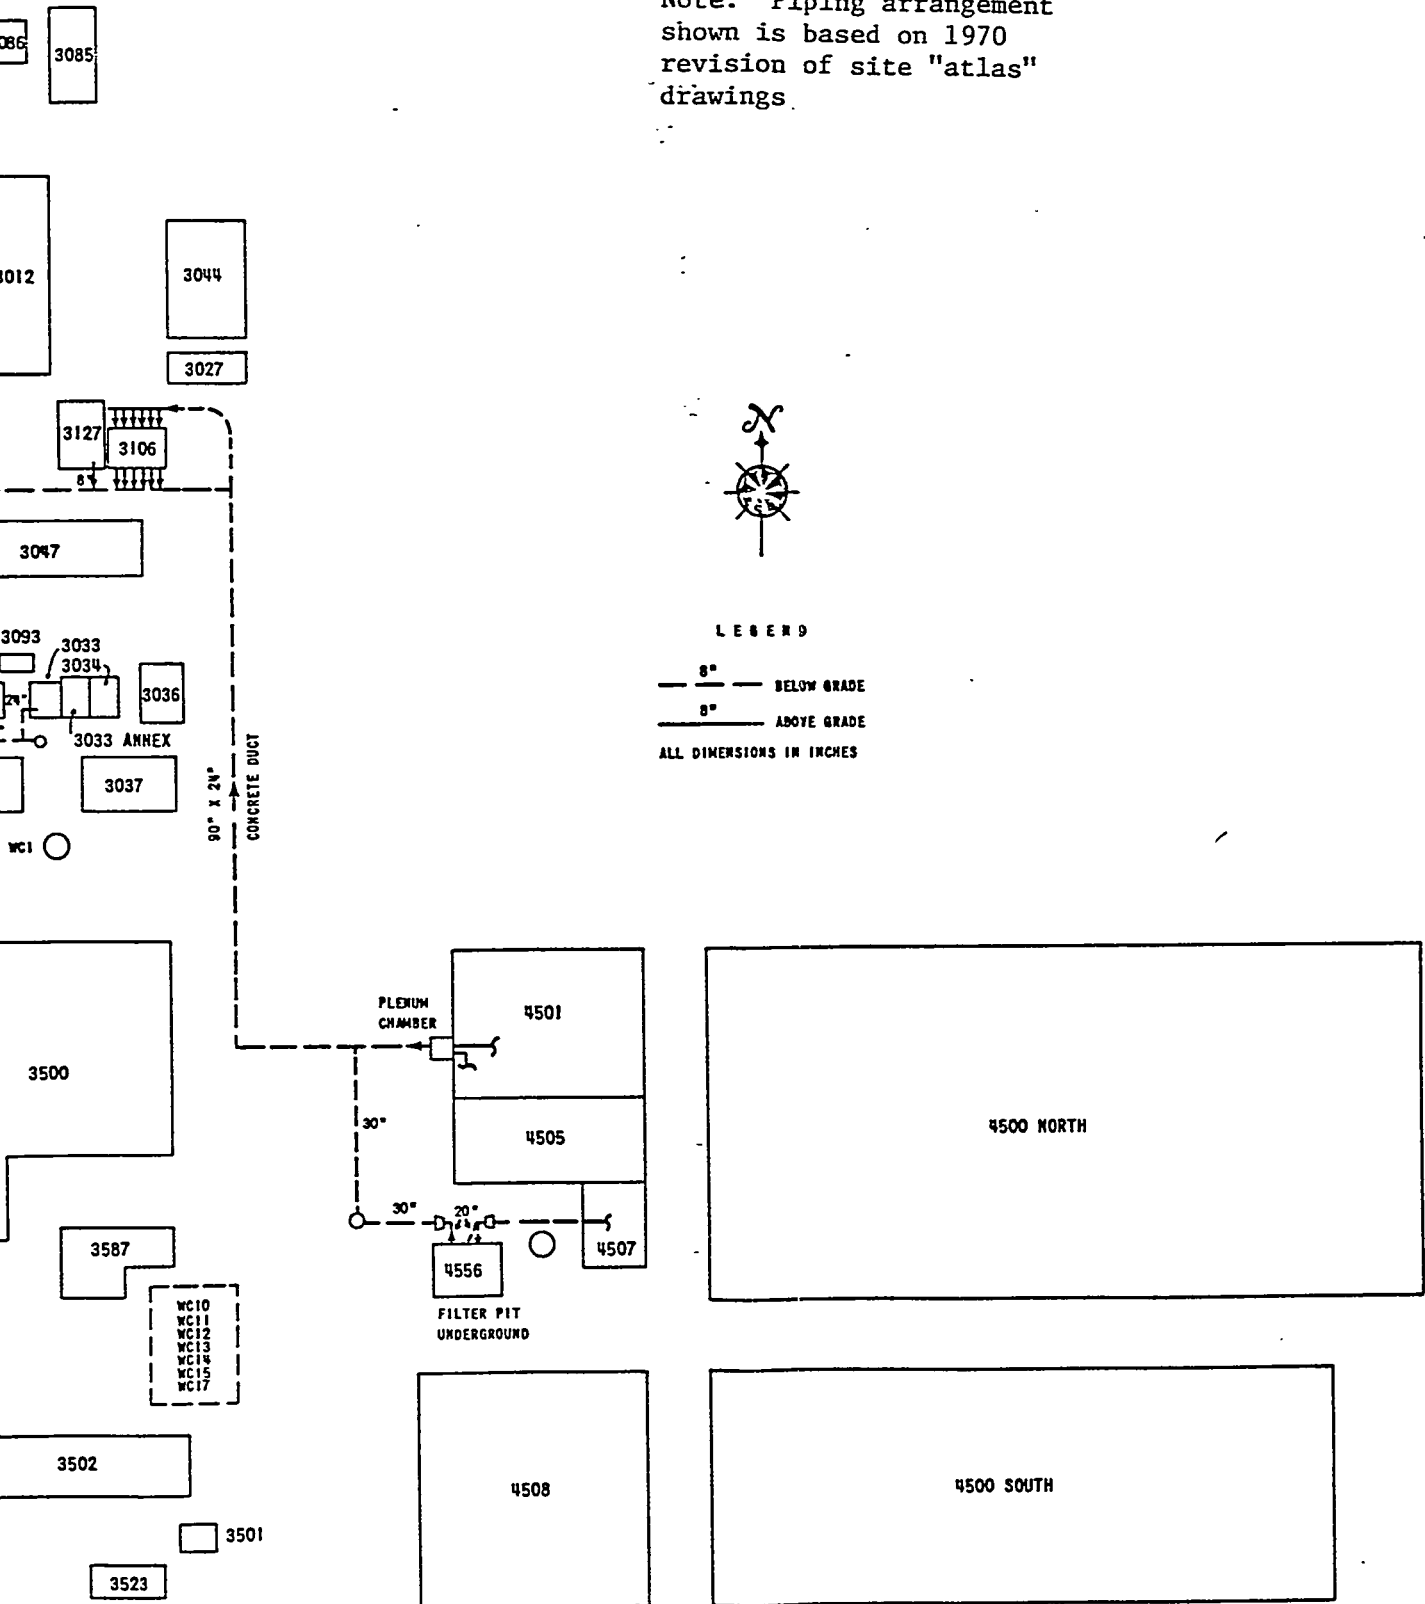 Note: Piping arrangement
shown is based on 1970
revision of site "atlas"
drawings
086
3085
3012
3044
3027
3127
3106
8"
N
3047
LEGEND
8"
BELOW GRADE
8"
ABOVE GRADE
ALL DIMENSIONS IN INCHES
3093
3033
3034
3036
24"
3033 ANNEX
3037
90" X 24"
CONCRETE DUCT
WC1
PLENUM
CHAMBER
4501
3500
30"
4505
4500 NORTH
30"
20"
4507
4556
FILTER PIT
UNDERGROUND
3587
WC10
WC11
WC12
WC13
WC14
WC15
WC17
3502
4508
4500 SOUTH
3501
3523